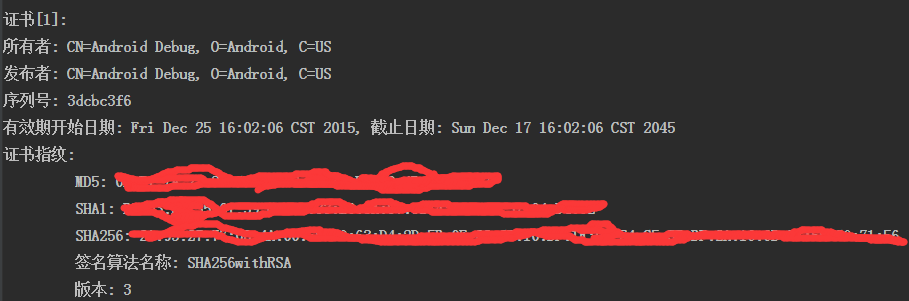 证书[1]:
所有者: CN=Android Debug, O=Android, C=US
发布者: CN=Android Debug, O=Android, C=US
序列号: 3dcbc3f6
有效期开始日期: Fri Dec 25 16:02:06 CST 2015, 截止日期: Sun Dec 17 16:02:06 CST 2045
证书指纹:
MD5:
SHA1:
SHA256:
签名算法名称: SHA256withRSA
版本: 3